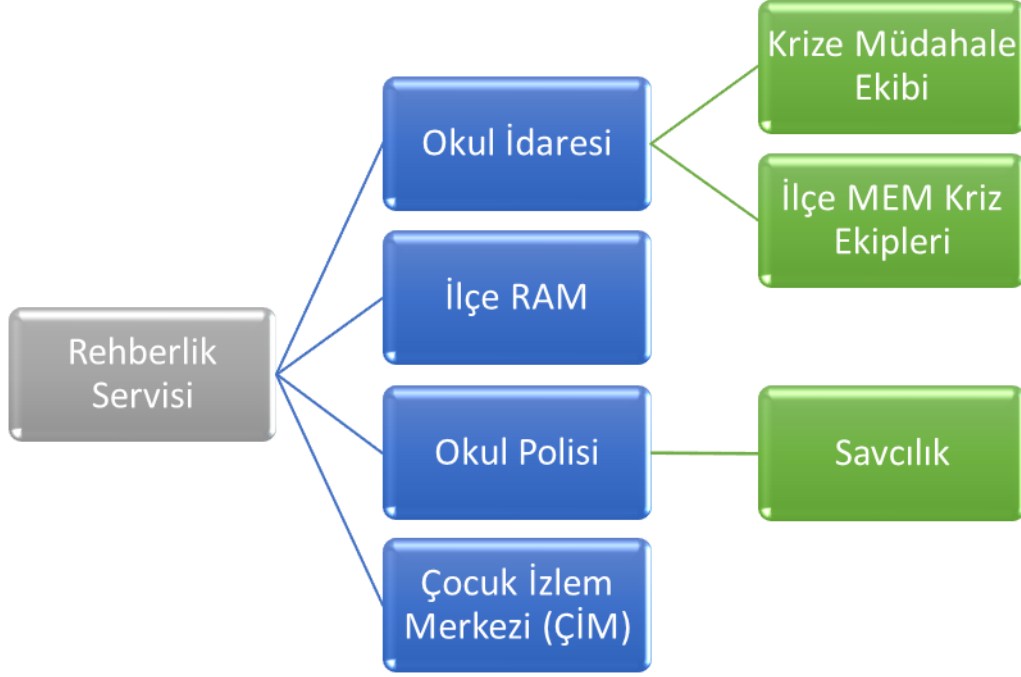 Krize Müdahale
Ekibi
Okul İdaresi
İlçe MEM Kriz
Ekipleri
İlçe RAM
Rehberlik
Servisi
Okul Polisi
Savcılık
Çocuk İzlem
Merkezi (ÇİM)